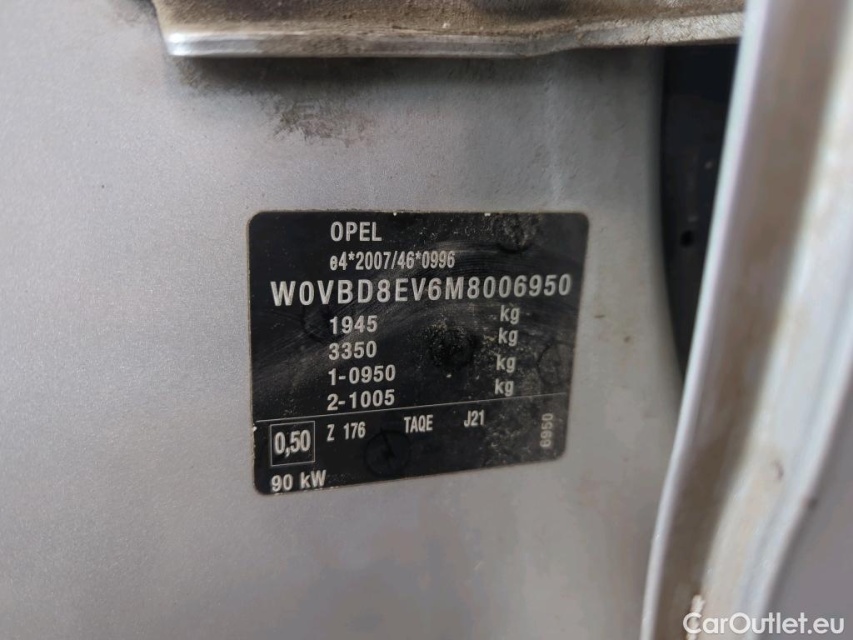 OPEL
e4*2007/46*0996
W0VBD8EV6M8006950
1945 kg
3350 kg
1-0950 kg
2-1005 kg
0,50 Z 176 TAQE J21 6950
90 kW
CarOutlet.eu